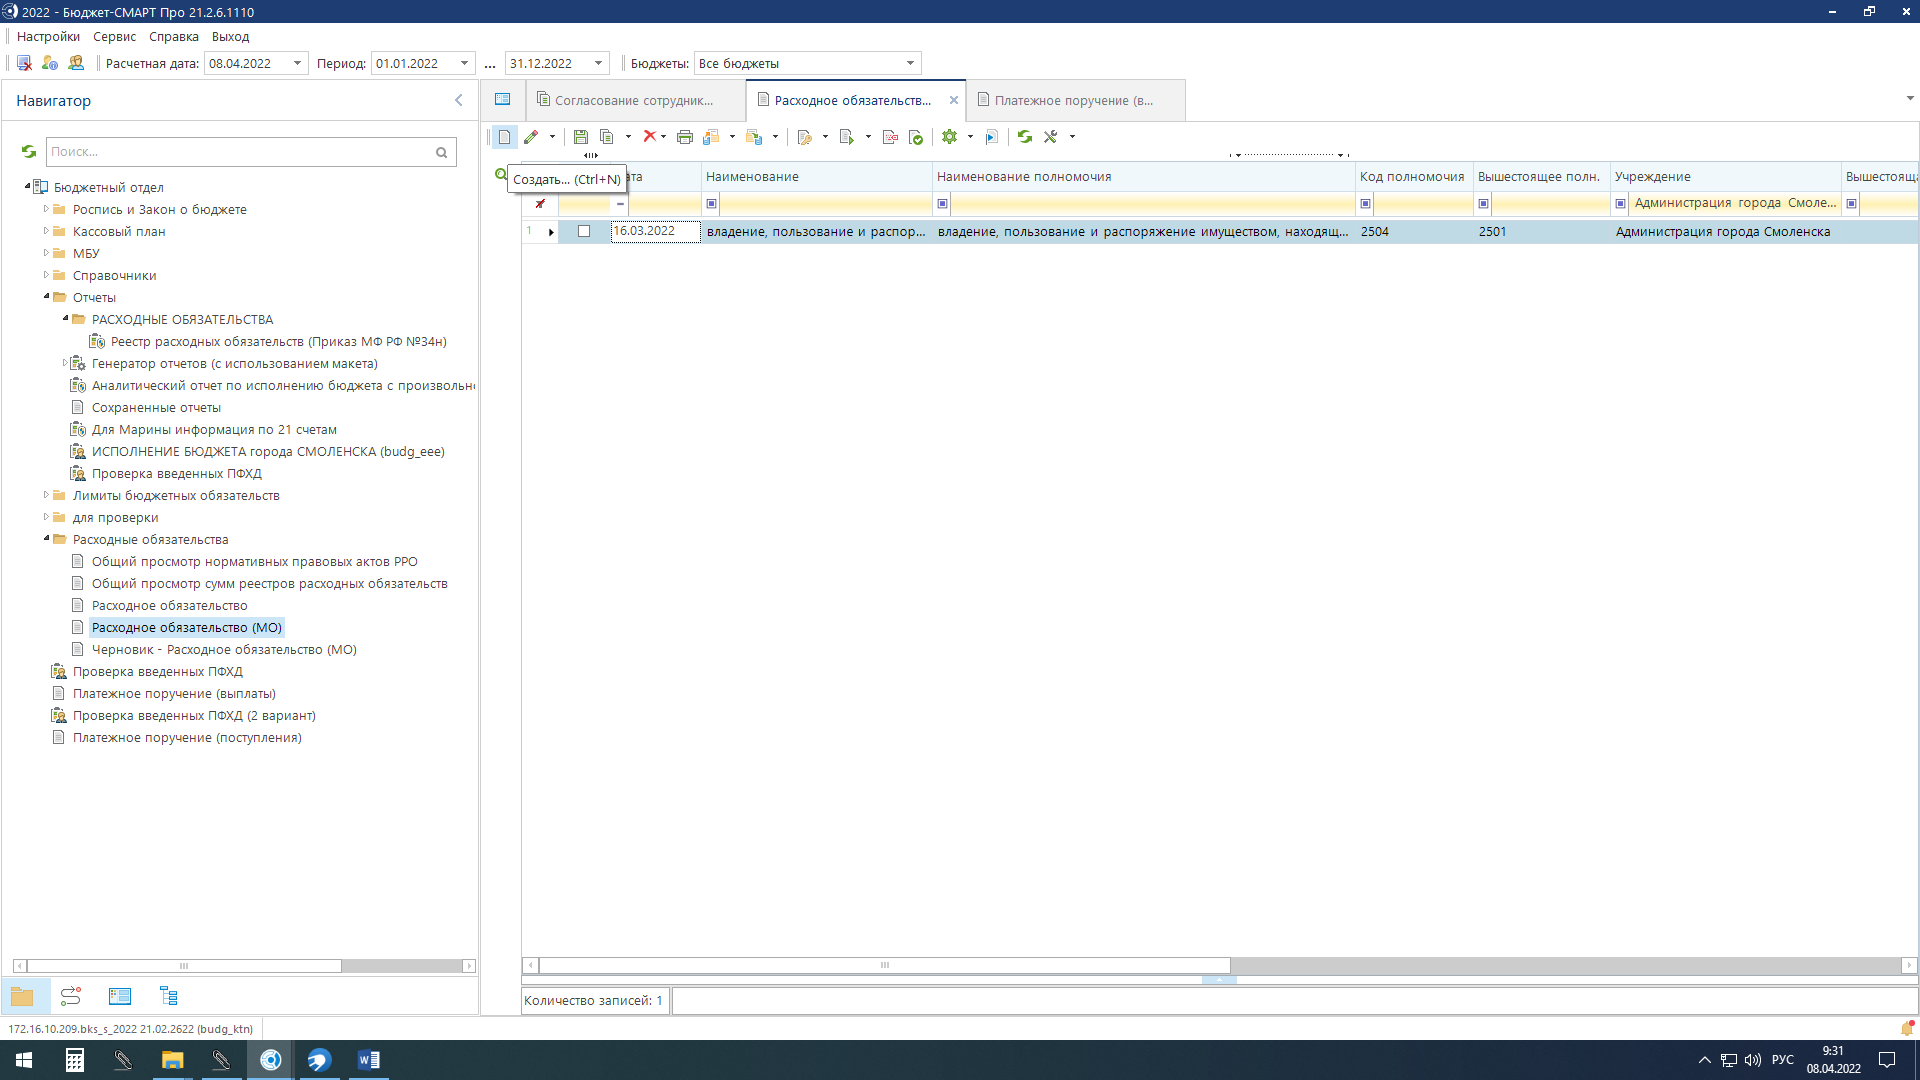 2022 - Бюджет-СМАРТ Про 21.2.6.1110
Настройки Сервис Справка Выход
Расчетная дата: 08.04.2022 Период: 01.01.2022 ... 31.12.2022 Бюджеты: Все бюджеты
Навигатор
Согласование сотрудник...
Расходное обязательств...
Платежное поручение (в...
Поиск...
Создать... (Ctrl+N)
Наименование Наименование полномочия Код полномочия Вышестоящее полн. Учреждение Вышестояща
Администрация города Смоле...
1 16.03.2022 владение, пользование и распор... владение, пользование и распоряжение имуществом, находящ... 2504 2501 Администрация города Смоленска
Бюджетный отдел
Роспись и Закон о бюджете
Кассовый план
МБУ
Справочники
Отчеты
РАСХОДНЫЕ ОБЯЗАТЕЛЬСТВА
Реестр расходных обязательств (Приказ МФ РФ №34н)
Генератор отчетов (с использованием макета)
Аналитический отчет по исполнению бюджета с произвольн
Сохраненные отчеты
Для Марины информация по 21 счетам
ИСПОЛНЕНИЕ БЮДЖЕТА города СМОЛЕНСКА (budg_eee)
Проверка введенных ПФХД
Лимиты бюджетных обязательств
для проверки
Расходные обязательства
Общий просмотр нормативных правовых актов РРО
Общий просмотр сумм реестров расходных обязательств
Расходное обязательство
Расходное обязательство (МО)
Черновик - Расходное обязательство (МО)
Проверка введенных ПФХД
Платежное поручение (выплаты)
Проверка введенных ПФХД (2 вариант)
Платежное поручение (поступления)
Количество записей: 1
172.16.10.209.bks_s_2022 21.02.2622 (budg_ktn)
РУС
9:31
08.04.2022